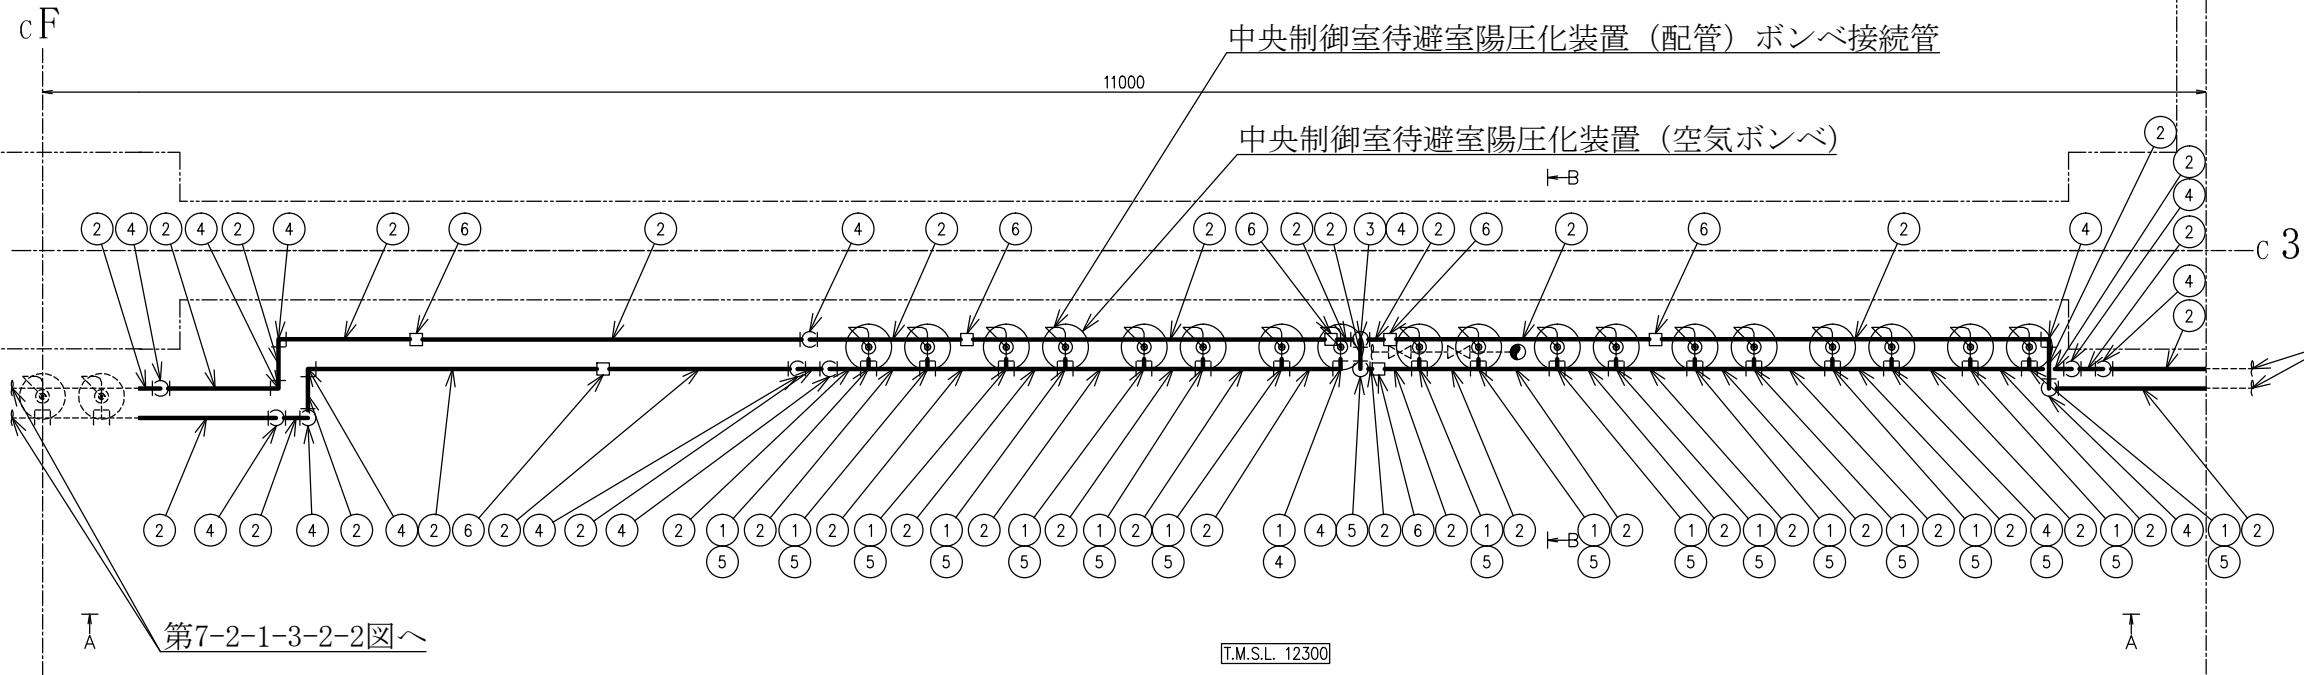 CF
中央制御室待避室陽圧化装置（配管）ボンベ接続管
11000
中央制御室待避室陽圧化装置（空気ボンベ）
2
B
2
4
2 4 2 4 2 4 2 6 2 4 2 6 2 6 2 2 3 4 2 6 2 6 2 4 2
C3
4
2
2 4 2 4 2 4 2 6 2 4 2 4 2 1 2 1 2 1 2 1 2 1 2 1 2 1 2 1 4 5 2 6 2 1 2 B 1 2 1 2 1 2 1 2 1 2 1 2 4 2 1 2 4 1 2
5 5 5 5 5 5 5 4 5 5 5 5 5 5 5 5 5 5
第7-2-1-3-2-2図へ
A A
T.M.S.L. 12300